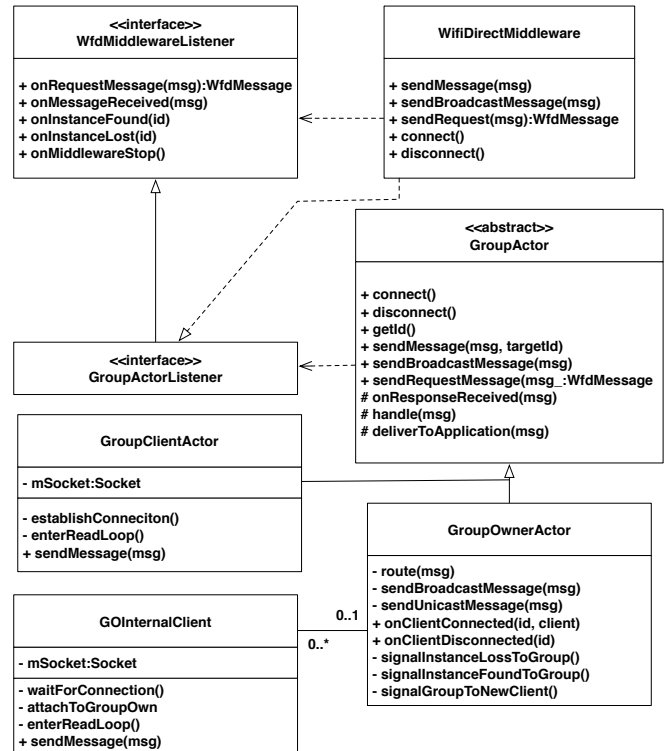 <<interface>>
WfdMiddlewareListener
+ onRequestMessage(msg):WfdMessage
+ onMessageReceived(msg)
+ onInstanceFound(id)
+ onInstanceLost(id)
+ onMiddlewareStop()
WifiDirectMiddleware
+ sendMessage(msg)
+ sendBroadcastMessage(msg)
+ sendRequest(msg):WfdMessage
+ connect()
+ disconnect()
<<abstract>>
GroupActor
+ connect()
+ disconnect()
+ getId()
+ sendMessage(msg, targetId)
+ sendBroadcastMessage(msg)
+ sendRequestMessage(msg_:WfdMessage
# onResponseReceived(msg)
# handle(msg)
# deliverToApplication(msg)
<<interface>>
GroupActorListener
GroupClientActor
- mSocket:Socket
- establishConneciton()
- enterReadLoop()
+ sendMessage(msg)
GroupOwnerActor
- route(msg)
- sendBroadcastMessage(msg)
- sendUnicastMessage(msg)
+ onClientConnected(id, client)
+ onClientDisconnected(id)
- signalInstanceLossToGroup()
- signalInstanceFoundToGroup()
- signalGroupToNewClient()
0..1
0..*
GOInternalClient
- mSocket:Socket
- waitForConnection()
- attachToGroupOwn
- enterReadLoop()
+ sendMessage(msg)